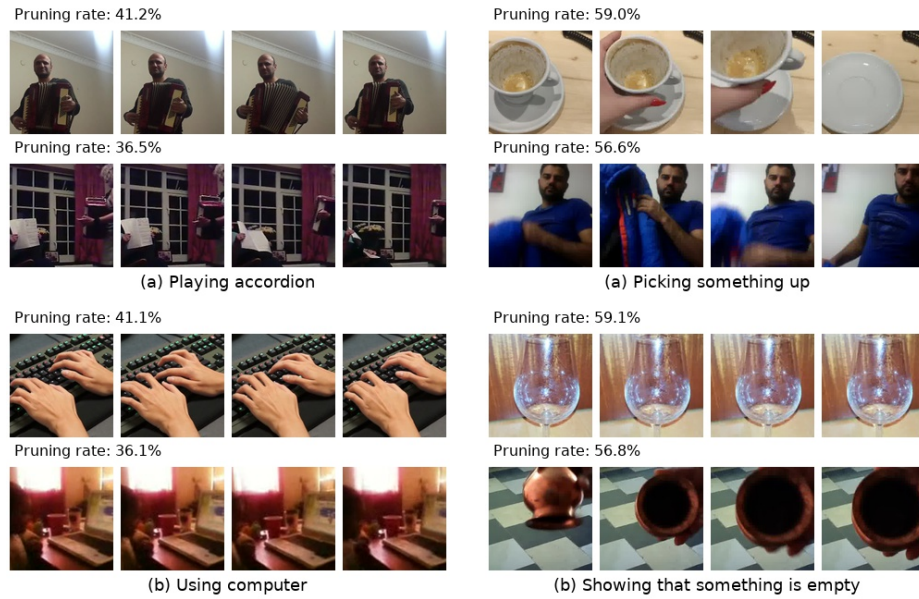 Pruning rate: 41.2%
Pruning rate: 36.5%
(a) Playing accordion
Pruning rate: 41.1%
Pruning rate: 36.1%
(b) Using computer
Pruning rate: 59.0%
Pruning rate: 56.6%
(a) Picking something up
Pruning rate: 59.1%
Pruning rate: 56.8%
(b) Showing that something is empty